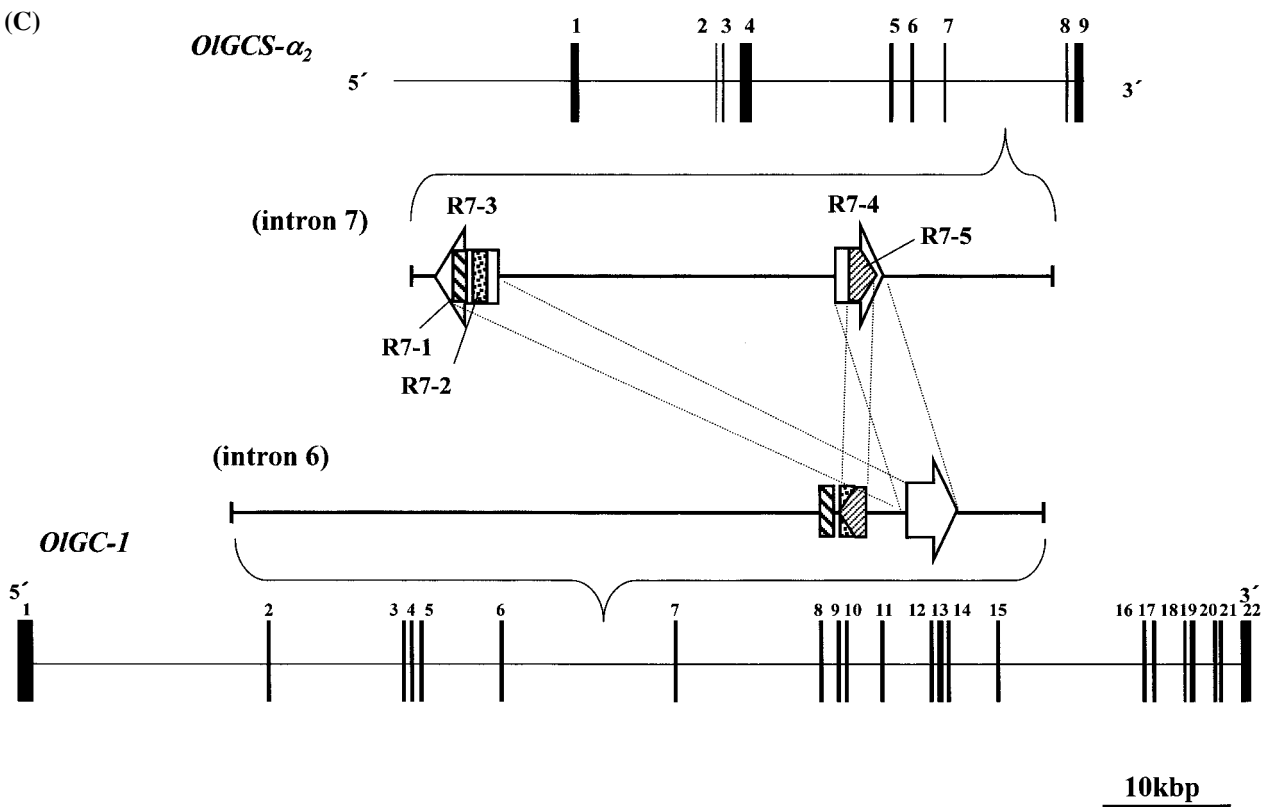 (C)
OlGCS-α₂
1 2 3 4 5 6 7 8 9
5´ 3´
R7-3 R7-4
(intron 7)
R7-5
R7-1
R7-2
(intron 6)
OlGC-1
5´ 3´
1 2 3 4 5 6 7 8 9 10 11 12 13 14 15 16 17 18 19 20 21 22
10kbp